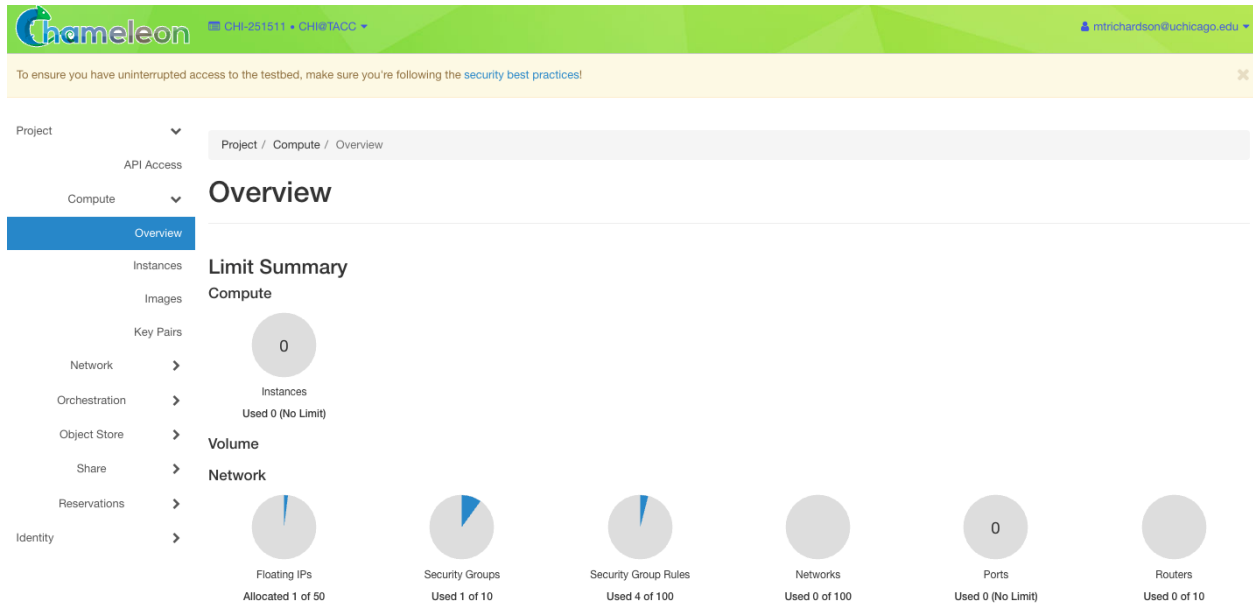 Chameleon CHI-251511 • CHI@TACC mtrichardson@uchicago.edu
To ensure you have uninterrupted access to the testbed, make sure you're following the security best practices!
Project
API Access
Compute
Overview
Instances
Images
Key Pairs
Network
Orchestration
Object Store
Share
Reservations
Identity
Project / Compute / Overview
Overview
Limit Summary
Compute
0
Instances
Used 0 (No Limit)
Volume
Network
0
Floating IPs Security Groups Security Group Rules Networks Ports Routers
Allocated 1 of 50 Used 1 of 10 Used 4 of 100 Used 0 of 100 Used 0 (No Limit) Used 0 of 10